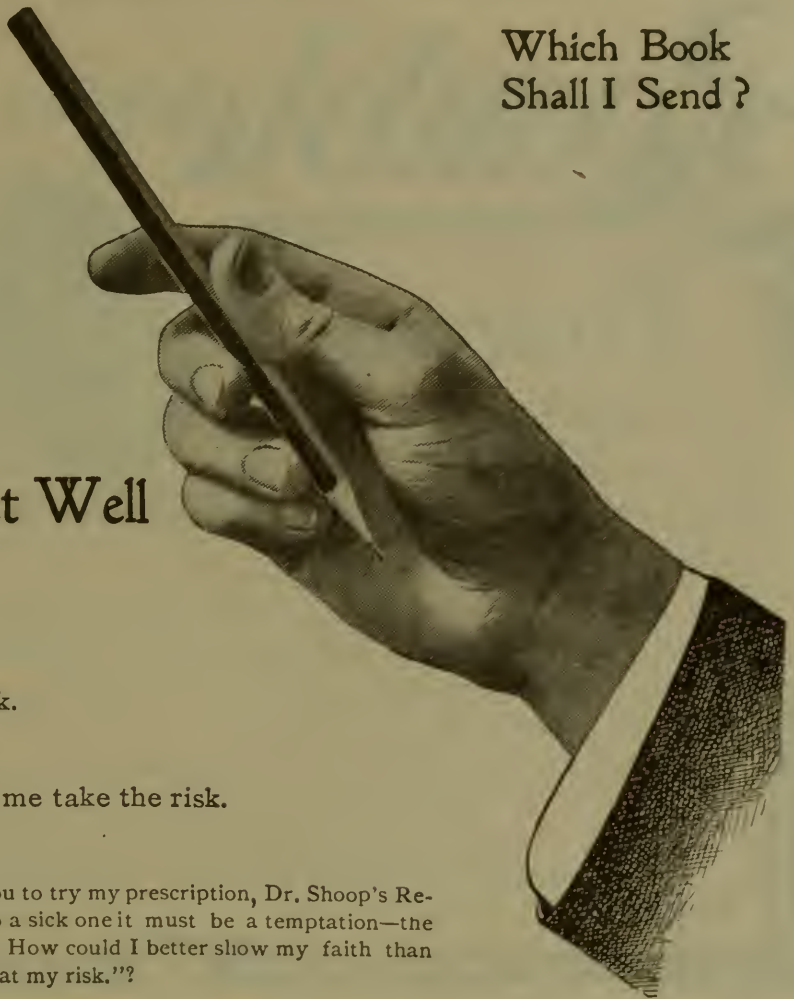 Which Book
Shall I Send ?
t Well
k.
me take the risk.
ou to try my prescription, Dr. Shoop's Re-
a sick one it must be a temptation—the
How could I better show my faith than
at my risk."?